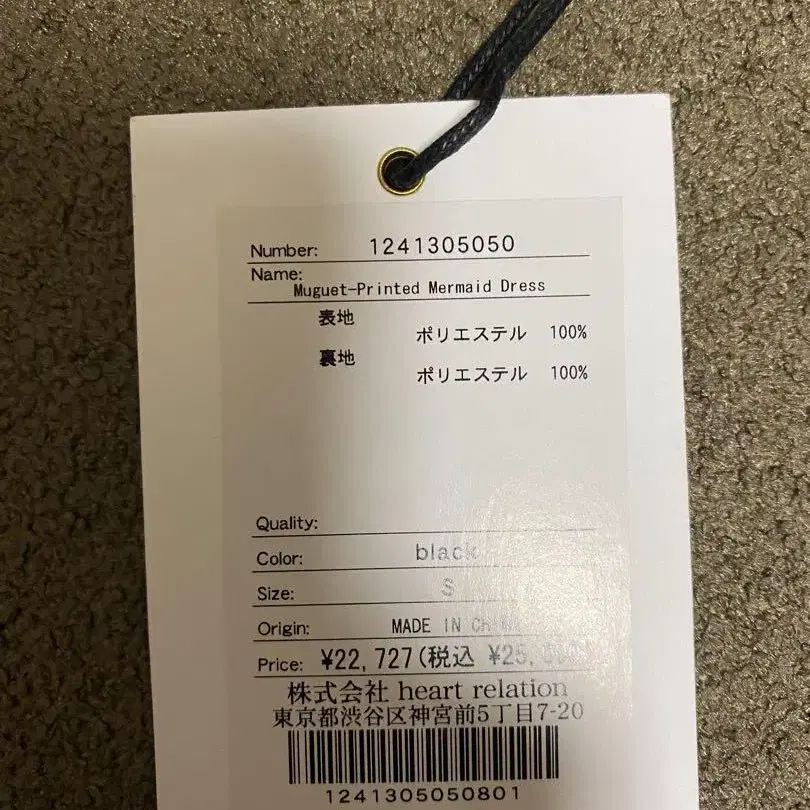 Number: 1241305050
Name:
Muguet-Printed Mermaid Dress
表地
ポリエステル 100%
裏地
ポリエステル 100%
Quality:
Color: black
Size: S
Origin: MADE IN CHINA
Price: ¥22,727(税込 ¥25,
株式会社 heart relation
東京都渋谷区神宮前5丁目7-20
1241305050801